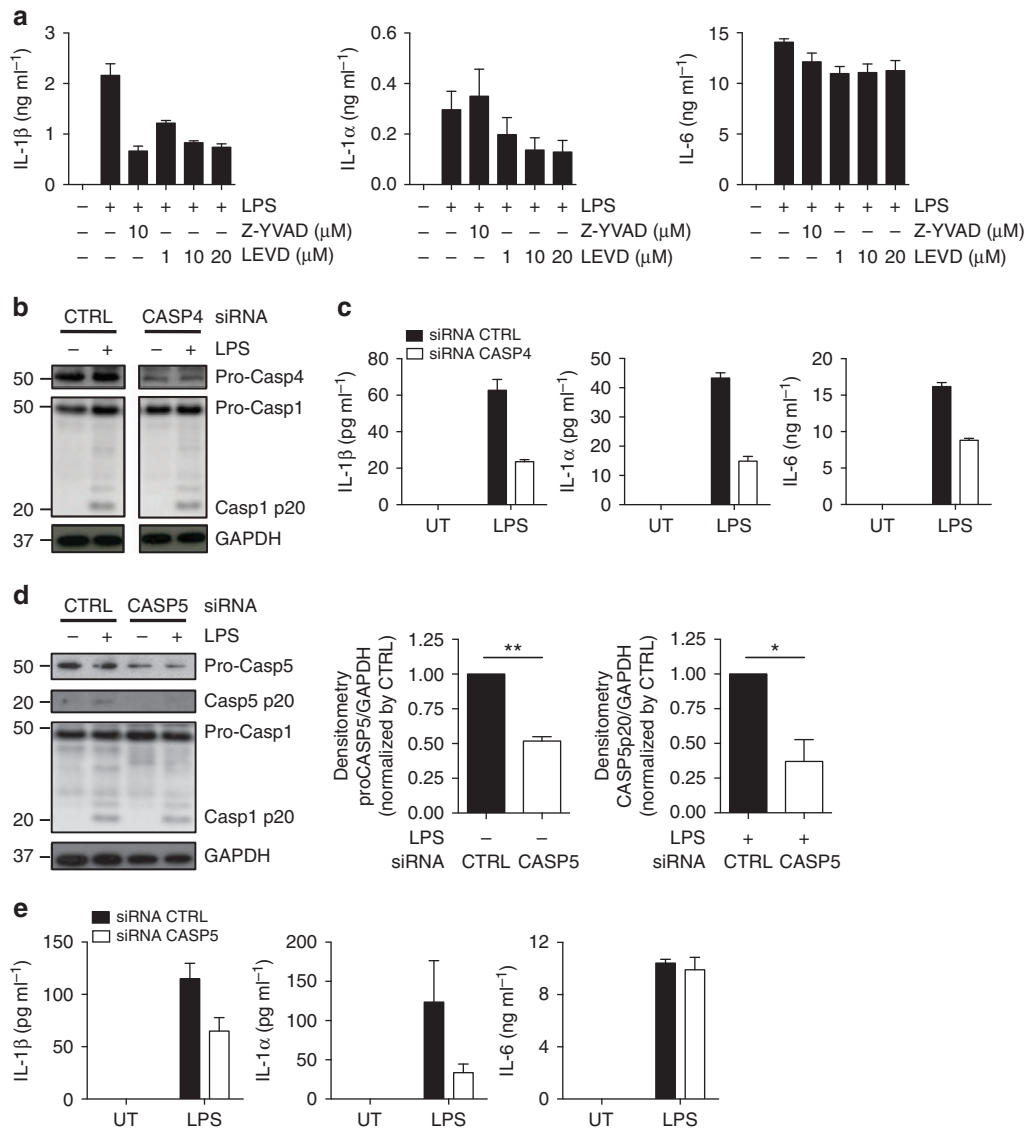 a
IL-1β (ng ml⁻¹)
3
2
1
0
– + + + + + LPS
– – 10 – – – Z-YVAD (μM)
– – – 1 10 20 LEVD (μM)
IL-1α (ng ml⁻¹)
0.6
0.4
0.2
0.0
– + + + + + LPS
– – 10 – – – Z-YVAD (μM)
– – – 1 10 20 LEVD (μM)
IL-6 (ng ml⁻¹)
15
10
5
0
– + + + + + LPS
– – 10 – – – Z-YVAD (μM)
– – – 1 10 20 LEVD (μM)
b
CTRL CASP4 siRNA
– + – + LPS
50 Pro-Casp4
50 Pro-Casp1
20 Casp1 p20
37 GAPDH
c
siRNA CTRL
siRNA CASP4
IL-1β (pg ml⁻¹)
80
60
40
20
0
UT LPS
IL-1α (pg ml⁻¹)
50
40
30
20
10
0
UT LPS
IL-6 (ng ml⁻¹)
20
15
10
5
0
UT LPS
d
CTRL CASP5 siRNA
– + – + LPS
50 Pro-Casp5
20 Casp5 p20
50 Pro-Casp1
20 Casp1 p20
37 GAPDH
Densitometry
proCASP5/GAPDH
(normalized by CTRL)
1.25
1.00
0.75
0.50
0.25
0.00
**
LPS – –
siRNA CTRL CASP5
Densitometry
CASP5p20/GAPDH
(normalized by CTRL)
1.25
1.00
0.75
0.50
0.25
0.00
*
LPS + +
siRNA CTRL CASP5
e
siRNA CTRL
siRNA CASP5
IL-1β (pg ml⁻¹)
150
100
50
0
UT LPS
IL-1α (pg ml⁻¹)
200
150
100
50
0
UT LPS
IL-6 (ng ml⁻¹)
12
8
4
0
UT LPS